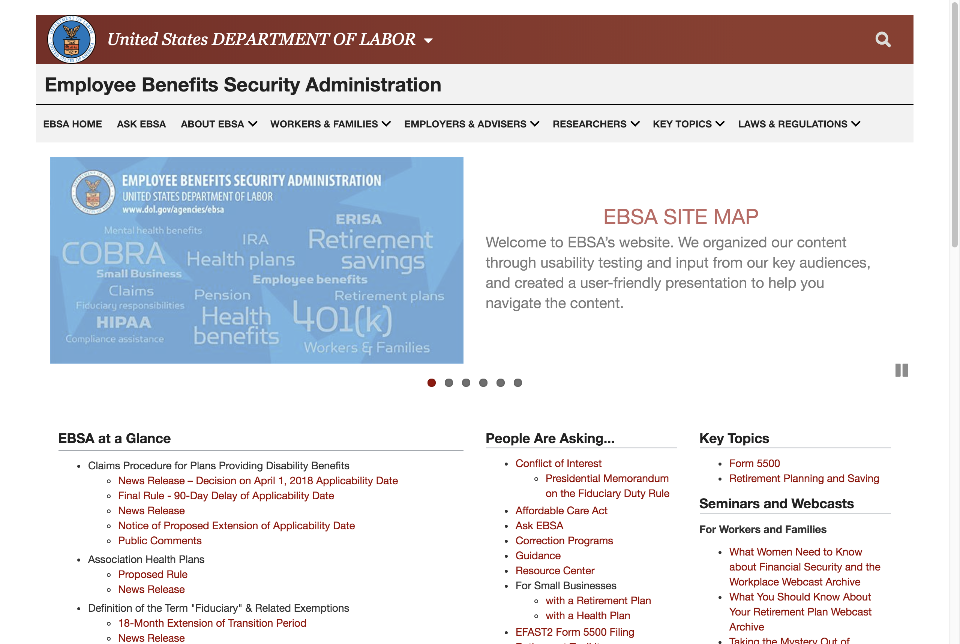 United States DEPARTMENT OF LABOR
Employee Benefits Security Administration
EBSA HOME ASK EBSA ABOUT EBSA WORKERS & FAMILIES EMPLOYERS & ADVISERS RESEARCHERS KEY TOPICS LAWS & REGULATIONS
EMPLOYEE BENEFITS SECURITY ADMINISTRATION
UNITED STATES DEPARTMENT OF LABOR
www.dol.gov/agencies/ebsa
Mental health benefits
ERISA
COBRA
IRA
Retirement
savings
Health plans
Small Business
Employee benefits
Claims
Pension
Retirement plans
Fiduciary responsibilities
HIPAA
Health
benefits
401(k)
Compliance assistance
Workers & Families
EBSA SITE MAP
Welcome to EBSA's website. We organized our content
through usability testing and input from our key audiences,
and created a user-friendly presentation to help you
navigate the content.
EBSA at a Glance
Claims Procedure for Plans Providing Disability Benefits
News Release – Decision on April 1, 2018 Applicability Date
Final Rule - 90-Day Delay of Applicability Date
News Release
Notice of Proposed Extension of Applicability Date
Public Comments
Association Health Plans
Proposed Rule
News Release
Definition of the Term "Fiduciary" & Related Exemptions
18-Month Extension of Transition Period
News Release
People Are Asking...
Conflict of Interest
Presidential Memorandum
on the Fiduciary Duty Rule
Affordable Care Act
Ask EBSA
Correction Programs
Guidance
Resource Center
For Small Businesses
with a Retirement Plan
with a Health Plan
EFAST2 Form 5500 Filing
Key Topics
Form 5500
Retirement Planning and Saving
Seminars and Webcasts
For Workers and Families
What Women Need to Know
about Financial Security and the
Workplace Webcast Archive
What You Should Know About
Your Retirement Plan Webcast
Archive
Taking the Mystery Out of